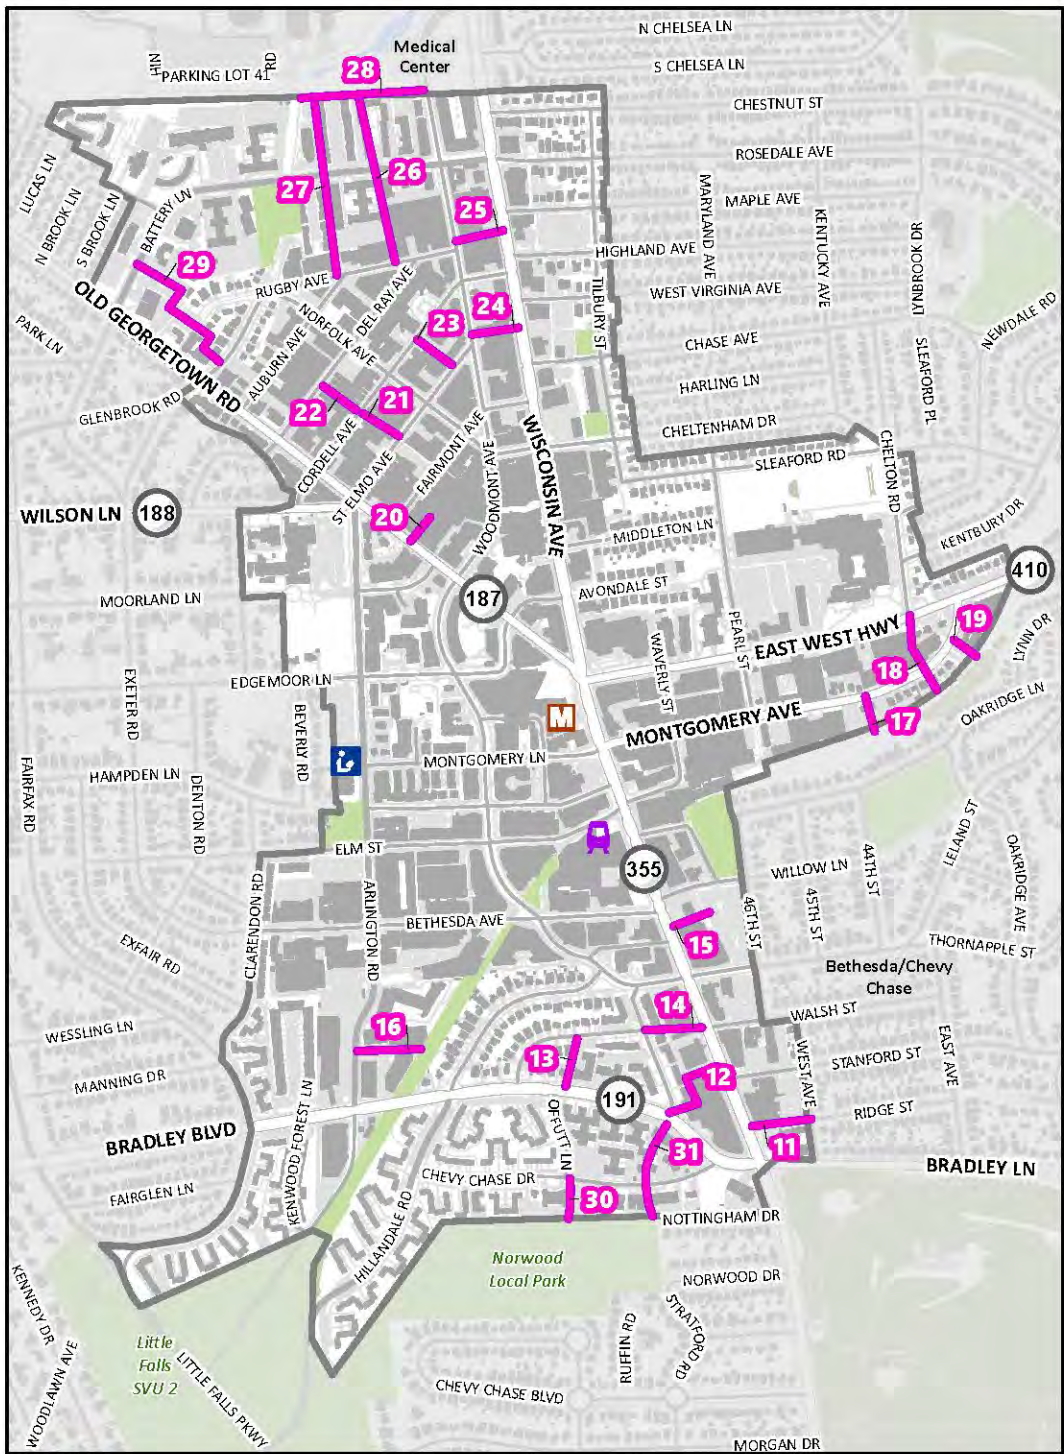 N CHELSEA LN
Medical
Center
S CHELSEA LN
PARKING LOT 41
RD
28
CHESTNUT ST
ROSEDALE AVE
LUCAS LN
N BROOK LN
S BROOK LN
BATTERY LN
27
26
25
MARYLAND AVE
MAPLE AVE
KENTUCKY AVE
LYNBROOK DR
HIGHLAND AVE
29
RUGBY AVE
DEL RAY AVE
TILBURY ST
WEST VIRGINIA AVE
NEWDALE RD
OLD GEORGETOWN RD
NORFOLK AVE
24
PARK LN
AUBURN AVE
23
CHASE AVE
SLEAFORD PL
HARLING LN
GLENBROOK RD
22
21
CHELTENHAM DR
CORDELL AVE
FAIRMONT AVE
WISCONSIN AVE
CHELTON RD
SLEAFORD RD
ST ELMO AVE
WOODMONT AVE
WILSON LN
188
20
MIDDLETON LN
KENTBURY DR
187
AVONDALE ST
410
MOORLAND LN
PEARL ST
EAST WEST HWY
19
LYNN DR
EXETER RD
EDGEMOOR LN
WAVERLY ST
18
17
OAKRIDGE LN
BEVERLY RD
M
MONTGOMERY AVE
MONTGOMERY LN
FAIRFAX RD
HAMPDEN LN
DENTON RD
ELM ST
355
WILLOW LN
44TH ST
LELAND ST
OAKRIDGE AVE
CLARENDON RD
ARLINGTON RD
BETHESDA AVE
46TH ST
45TH ST
15
THORNAPPLE ST
EXFAIR RD
Bethesda/Chevy
Chase
WESSLING LN
16
14
WALSH ST
13
WEST AVE
STANFORD ST
EAST AVE
MANNING DR
12
191
RIDGE ST
BRADLEY BLVD
KENWOOD FOREST LN
OFFUTT LN
11
31
BRADLEY LN
CHEVY CHASE DR
FAIRGLEN LN
30
NOTTINGHAM DR
HILLANDALE RD
Norwood
Local Park
NORWOOD DR
KENNEDY DR
RUFFIN RD
STRATFORD RD
WOODLAWN AVE
Little
Falls
SVU 2
LITTLE FALLS PKWY
CHEVY CHASE BLVD
MORGAN DR